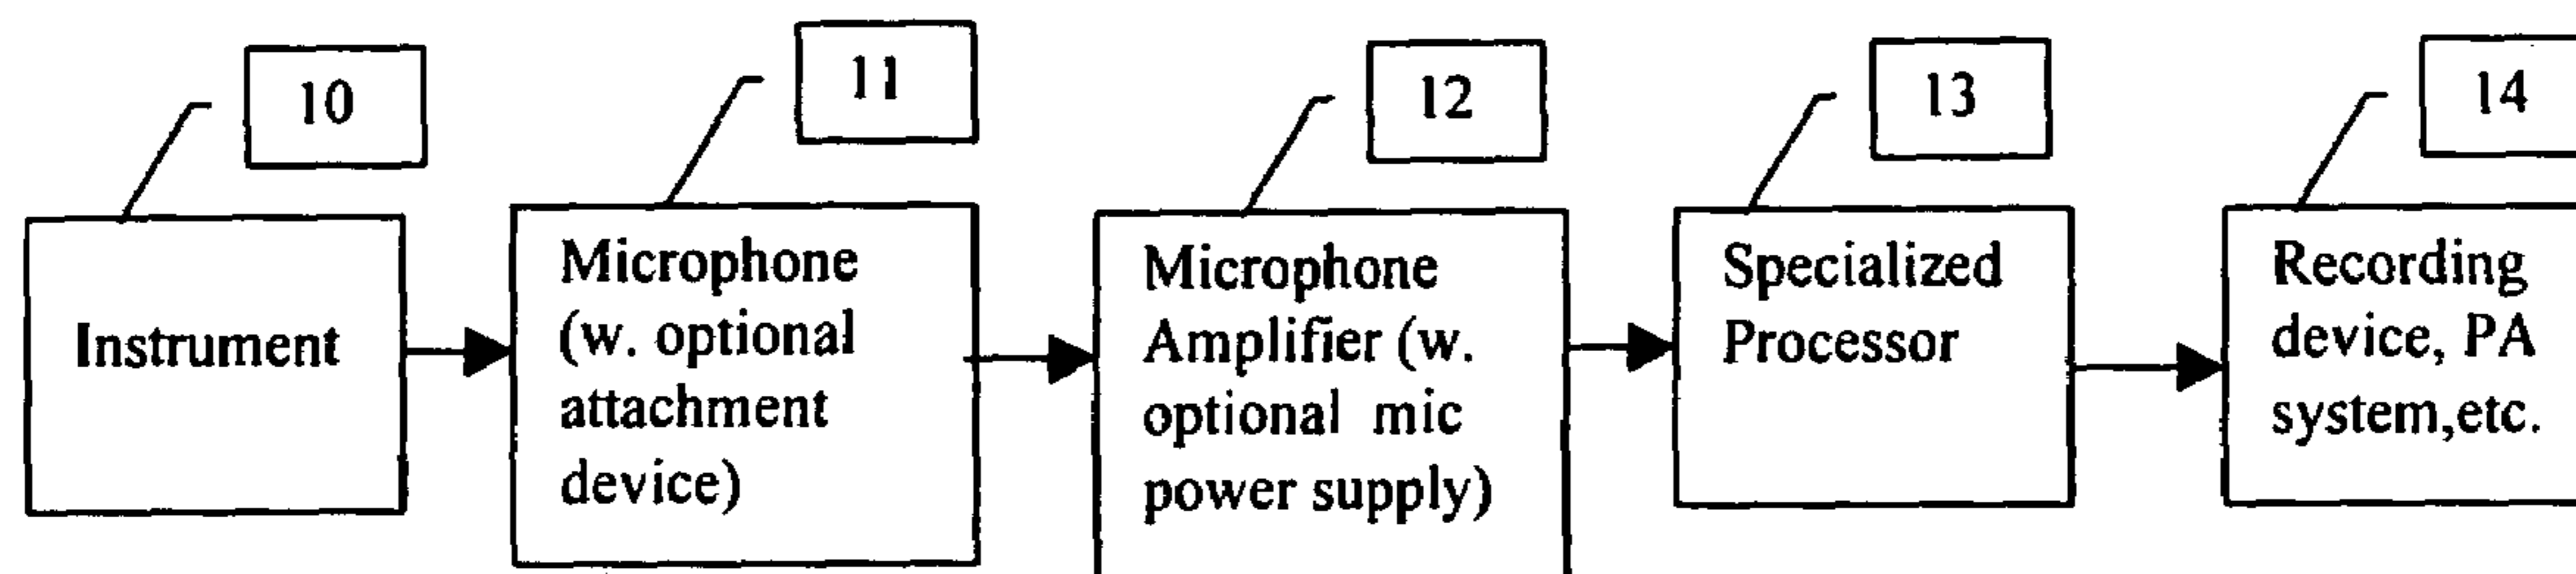 10
11
12
13
14
Instrument
Microphone
(w. optional
attachment
device)
Microphone
Amplifier (w.
optional mic
power supply)
Specialized
Processor
Recording
device, PA
system,etc.